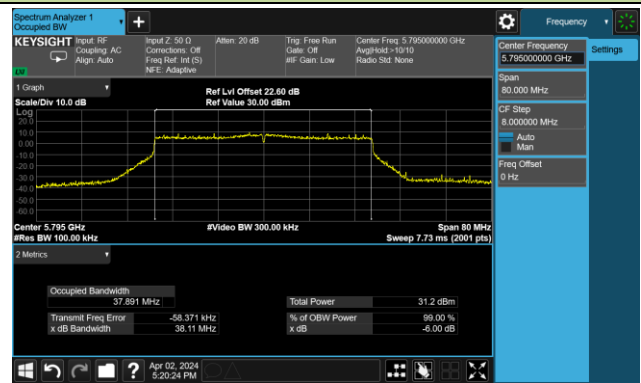 Spectrum Analyzer 1
Occupied BW
Frequency
KEYSIGHT
Input: RF
Coupling: AC
Align: Auto
Input Z: 50 Ω
Corrections: Off
Freq Ref: Int (S)
NFE: Adaptive
Atten: 20 dB
Trig: Free Run
Gate: Off
#IF Gain: Low
Center Freq: 5.795000000 GHz
Avg|Hold:>10/10
Radio Std: None
Center Frequency
5.795000000 GHz
Settings
Span
80.000 MHz
CF Step
8.000000 MHz
Auto
Man
Freq Offset
0 Hz
1 Graph
Scale/Div 10.0 dB
Ref Lvl Offset 22.60 dB
Ref Value 30.00 dBm
Log
20.0
10.0
0.0
-10.0
-20.0
-30.0
-40.0
-50.0
-60.0
Center 5.795 GHz
#Res BW 100.00 kHz
#Video BW 300.00 kHz
Span 80 MHz
Sweep 7.73 ms (2001 pts)
2 Metrics
Occupied Bandwidth
37.891 MHz
Total Power 31.2 dBm
Transmit Freq Error -58.371 kHz
% of OBW Power 99.00 %
x dB Bandwidth 38.11 MHz
x dB -6.00 dB
Apr 02, 2024
5:20:24 PM